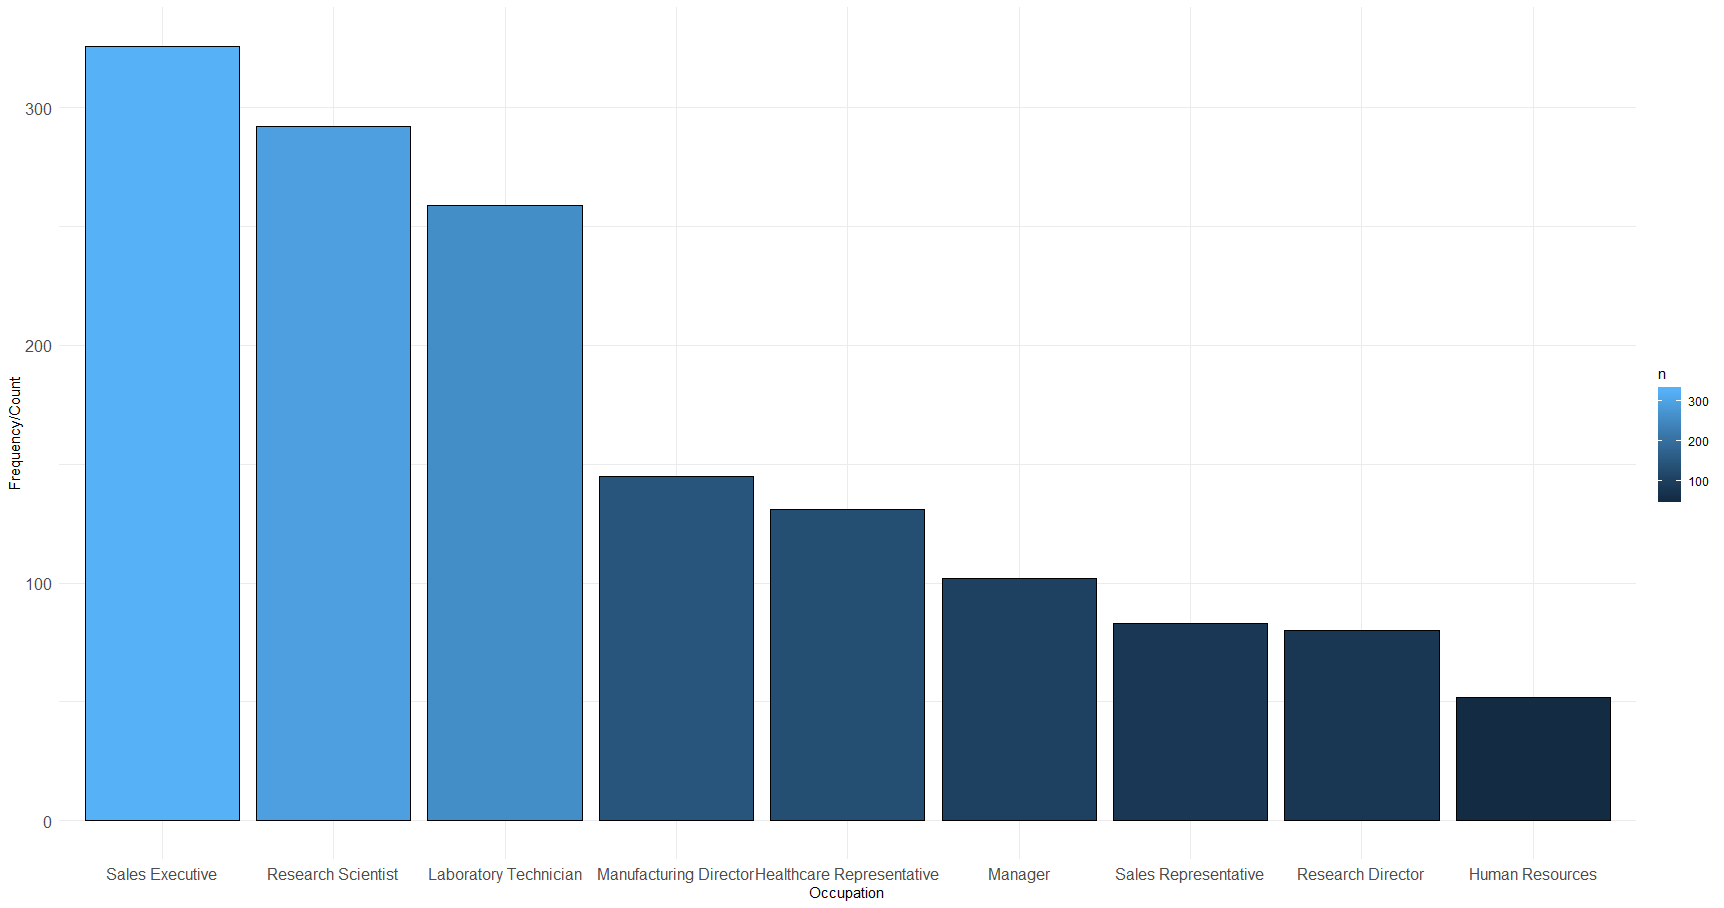 Frequency/Count
300
200
100
0
Sales Executive
Research Scientist
Laboratory Technician
Manufacturing Director
Healthcare Representative
Manager
Sales Representative
Research Director
Human Resources
Occupation
n
300
200
100